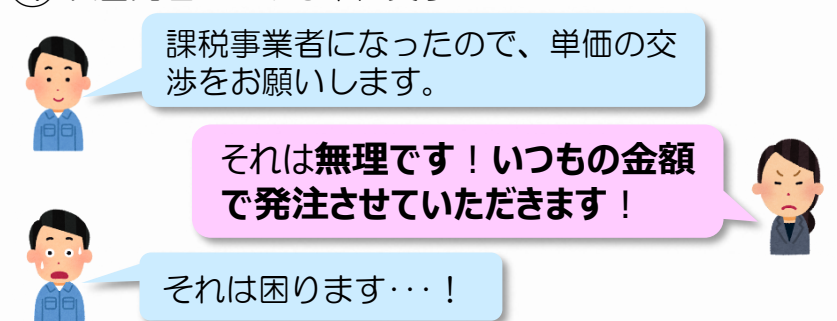 課税事業者になったので、単価の交
渉をお願いします。
それは無理です！いつもの金額
で発注させていただきます！
それは困ります･･･！